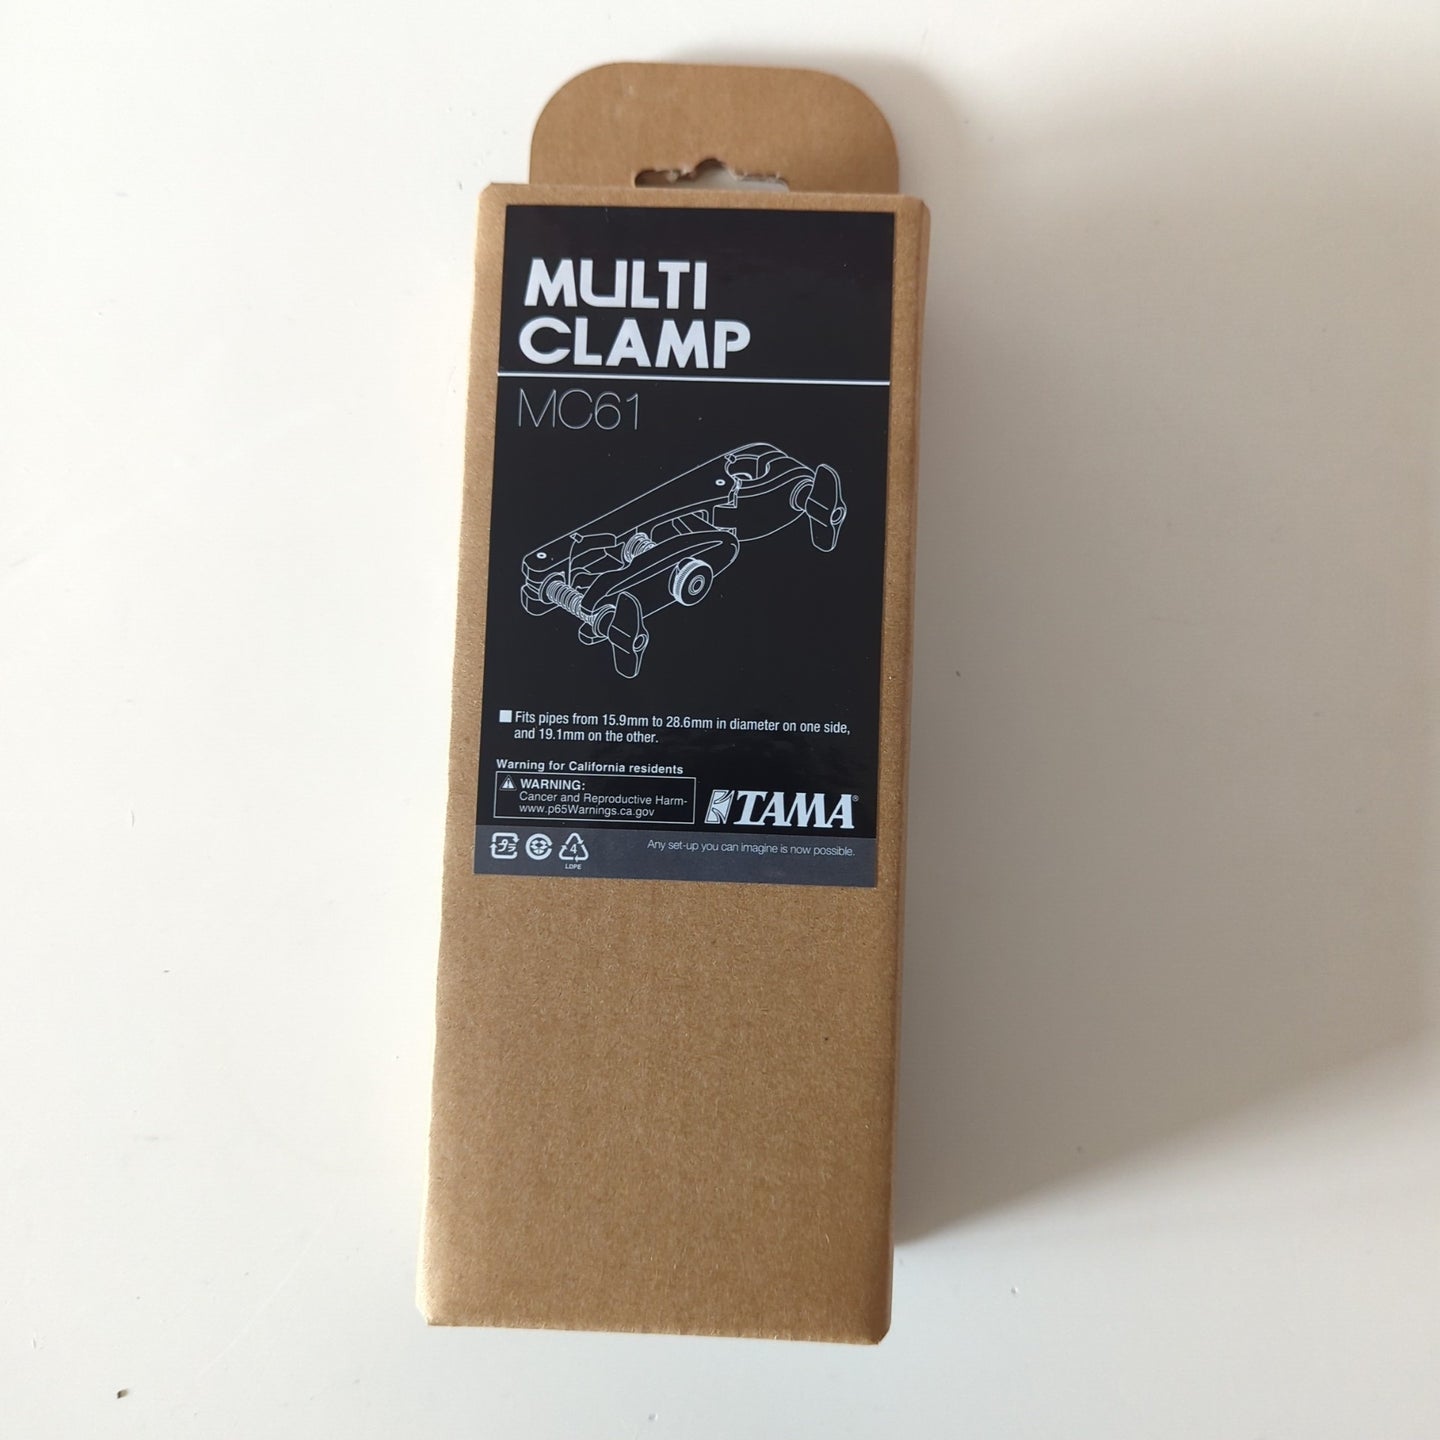 MULTI
CLAMP
MC61
Fits pipes from 15.9mm to 28.6mm in diameter on one side,
and 19.1mm on the other.
Warning for California residents
WARNING:
Cancer and Reproductive Harm-
www.p65Warnings.ca.gov
TAMA®
プラ
4
LDPE
Any set-up you can imagine is now possible.